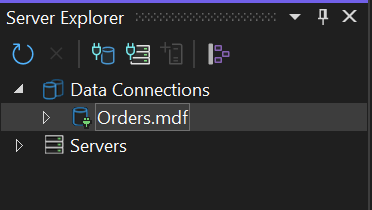 Server Explorer
Data Connections
Orders.mdf
Servers